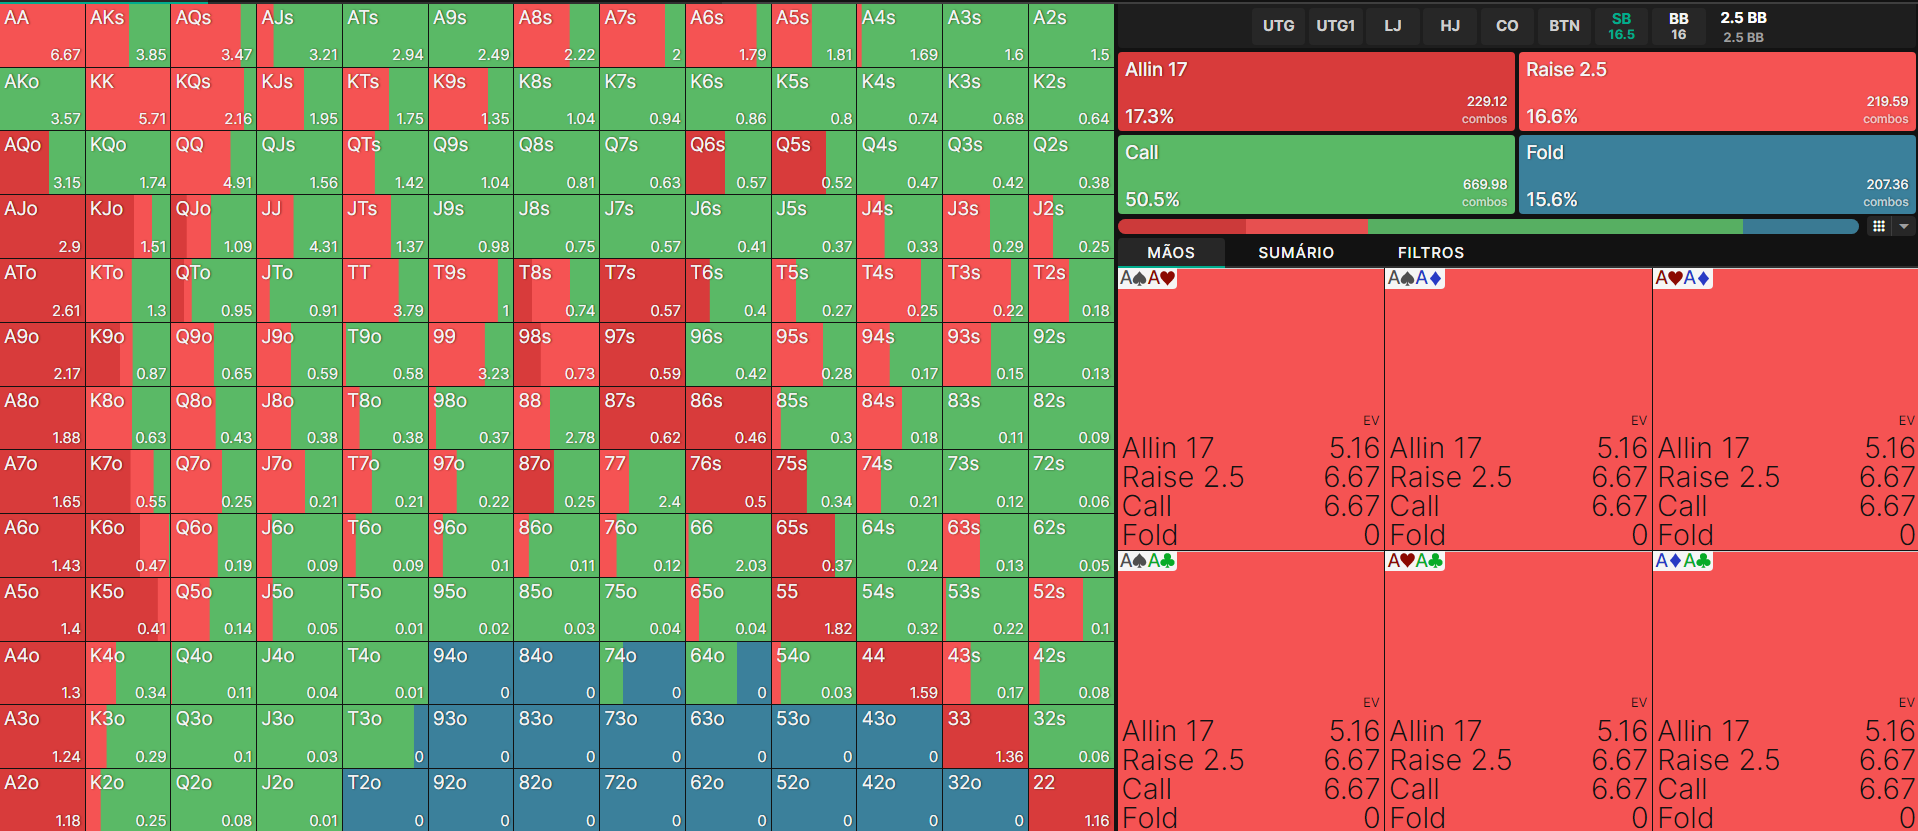 AA AKs AQs AJs ATs A9s A8s A7s A6s A5s A4s A3s A2s
6.67 3.85 3.47 3.21 2.94 2.49 2.22 2 1.79 1.81 1.69 1.6 1.5
AKo KK KQs KJs KTs K9s K8s K7s K6s K5s K4s K3s K2s
3.57 5.71 2.16 1.95 1.75 1.35 1.04 0.94 0.86 0.8 0.74 0.68 0.64
AQo KQo QQ QJs QTs Q9s Q8s Q7s Q6s Q5s Q4s Q3s Q2s
3.15 1.74 4.91 1.56 1.42 1.04 0.81 0.63 0.57 0.52 0.47 0.42 0.38
AJo KJo QJo JJ JTs J9s J8s J7s J6s J5s J4s J3s J2s
2.9 1.51 1.09 4.31 1.37 0.98 0.75 0.57 0.41 0.37 0.33 0.29 0.25
ATo KTo QTo JTo TT T9s T8s T7s T6s T5s T4s T3s T2s
2.61 1.3 0.95 0.91 3.79 1 0.74 0.57 0.4 0.27 0.25 0.22 0.18
A9o K9o Q9o J9o T9o 99 98s 97s 96s 95s 94s 93s 92s
2.17 0.87 0.65 0.59 0.58 3.23 0.73 0.59 0.42 0.28 0.17 0.15 0.13
A8o K8o Q8o J8o T8o 98o 88 87s 86s 85s 84s 83s 82s
1.88 0.63 0.43 0.38 0.38 0.37 2.78 0.62 0.46 0.3 0.18 0.11 0.09
A7o K7o Q7o J7o T7o 97o 87o 77 76s 75s 74s 73s 72s
1.65 0.55 0.25 0.21 0.21 0.22 0.25 2.4 0.5 0.34 0.21 0.12 0.06
A6o K6o Q6o J6o T6o 96o 86o 76o 66 65s 64s 63s 62s
1.43 0.47 0.19 0.09 0.09 0.1 0.11 0.12 2.03 0.37 0.24 0.13 0.05
A5o K5o Q5o J5o T5o 95o 85o 75o 65o 55 54s 53s 52s
1.4 0.41 0.14 0.05 0.01 0.02 0.03 0.04 0.04 1.82 0.32 0.22 0.1
A4o K4o Q4o J4o T4o 94o 84o 74o 64o 54o 44 43s 42s
1.3 0.34 0.11 0.04 0.01 0 0 0 0 0.03 1.59 0.17 0.08
A3o K3o Q3o J3o T3o 93o 83o 73o 63o 53o 43o 33 32s
1.24 0.29 0.1 0.03 0 0 0 0 0 0 0 1.36 0.06
A2o K2o Q2o J2o T2o 92o 82o 72o 62o 52o 42o 32o 22
1.18 0.25 0.08 0.01 0 0 0 0 0 0 0 0 1.16
UTG UTG1 LJ HJ CO BTN SB BB 2.5 BB
16.5 16 2.5 BB
Allin 17 Raise 2.5
229.12 219.59
17.3% combos 16.6% combos
Call Fold
669.98 207.36
50.5% combos 15.6% combos
MÃOS SUMÁRIO FILTROS
A♠A♥ A♠A♦ A♥A♦
EV EV EV
Allin 17 5.16 Allin 17 5.16 Allin 17 5.16
Raise 2.5 6.67 Raise 2.5 6.67 Raise 2.5 6.67
Call 6.67 Call 6.67 Call 6.67
Fold 0 Fold 0 Fold 0
A♠A♣ A♥A♣ A♦A♣
EV EV EV
Allin 17 5.16 Allin 17 5.16 Allin 17 5.16
Raise 2.5 6.67 Raise 2.5 6.67 Raise 2.5 6.67
Call 6.67 Call 6.67 Call 6.67
Fold 0 Fold 0 Fold 0